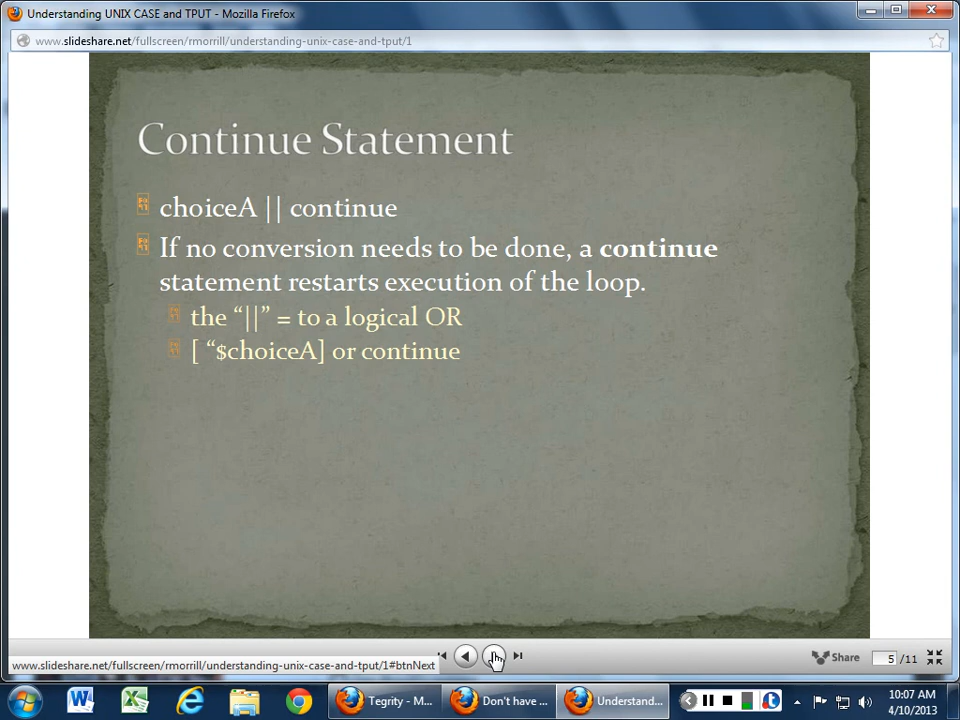 Understanding UNIX CASE and TPUT - Mozilla Firefox
www.slideshare.net/fullscreen/rmorrill/understanding-unix-case-and-tput/1
Continue Statement
choiceA || continue
If no conversion needs to be done, a continue
statement restarts execution of the loop.
the “||” = to a logical OR
[ “$choiceA] or continue
www.slideshare.net/fullscreen/rmorrill/understanding-unix-case-and-tput/1#btnNext
Share
5 /11
Tegrity - M...
Don't have ...
Understand...
10:07 AM
4/10/2013